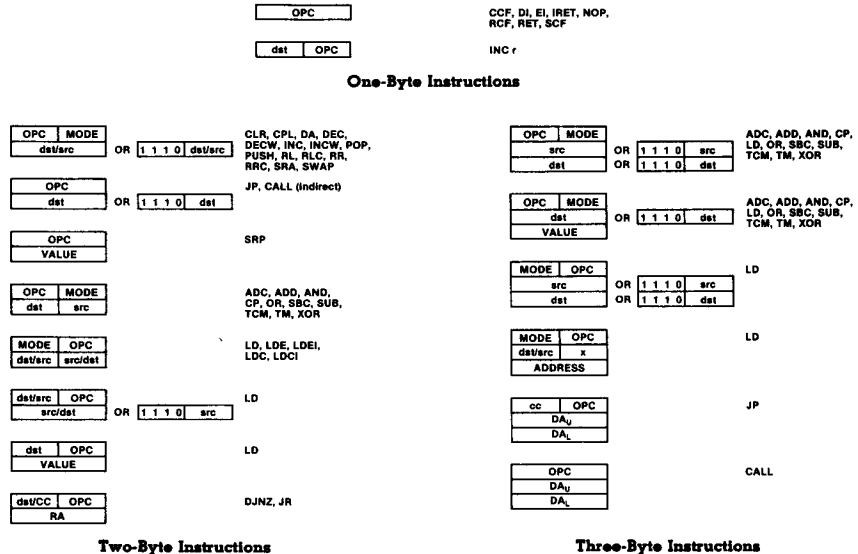 OPC
CCF, DI, EI, IRET, NOP,
RCF, RET, SCF
dst OPC
INC r
One-Byte Instructions
OPC MODE
dst/src OR 1 1 1 0 dst/src
CLR, CPL, DA, DEC,
DECW, INC, INCW, POP,
PUSH, RL, RLC, RR,
RRC, SRA, SWAP
OPC
dst OR 1 1 1 0 dst
JP, CALL (Indirect)
OPC
VALUE
SRP
OPC MODE
dst src
ADC, ADD, AND,
CP, OR, SBC, SUB,
TCM, TM, XOR
MODE OPC
dst/src src/dst
LD, LDE, LDEI,
LDC, LDCI
dst/src OPC
src/dst OR 1 1 1 0 src
LD
dst OPC
VALUE
LD
dst/CC OPC
RA
DJNZ, JR
Two-Byte Instructions
OPC MODE
src OR 1 1 1 0 src
dst OR 1 1 1 0 dst
ADC, ADD, AND, CP,
LD, OR, SBC, SUB,
TCM, TM, XOR
OPC MODE
dst OR 1 1 1 0 dst
VALUE
ADC, ADD, AND, CP,
LD, OR, SBC, SUB,
TCM, TM, XOR
MODE OPC
src OR 1 1 1 0 src
dst OR 1 1 1 0 dst
LD
MODE OPC
dst/src x
ADDRESS
LD
cc OPC
DAU
DAL
JP
OPC
DAU
DAL
CALL
Three-Byte Instructions